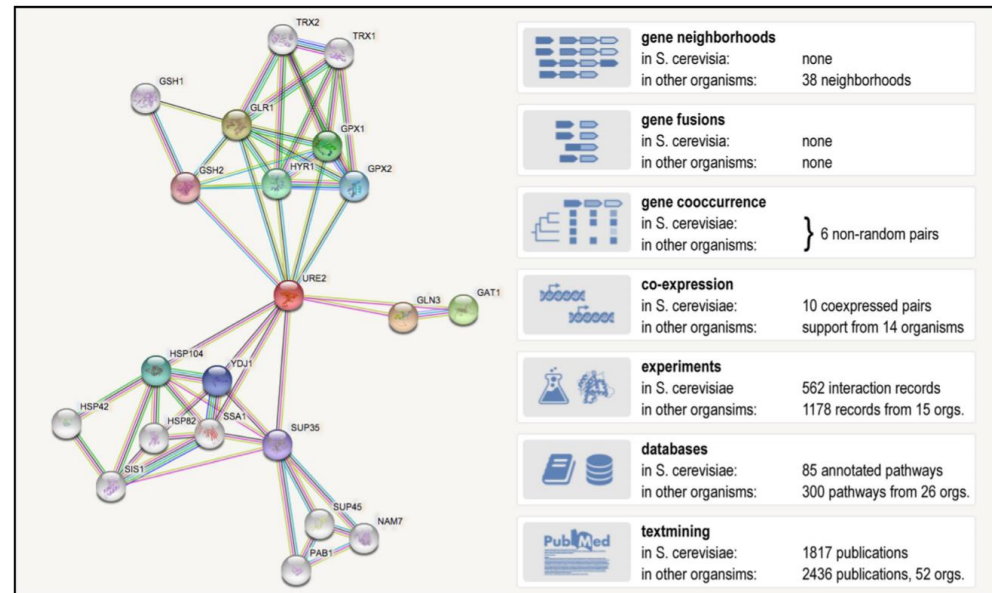 TRX2
TRX1
GSH1
GLR1
GPX1
HYR1
GSH2
GPX2
URE2
GLN3
GAT1
HSP104
YDJ1
HSP42
HSP82
SSA1
SUP35
SIS1
SUP45
NAM7
PAB1
gene neighborhoods
in S. cerevisia: none
in other organisms: 38 neighborhoods
gene fusions
in S. cerevisia: none
in other organisms: none
gene cooccurrence
in S. cerevisiae:
in other organisms:
} 6 non-random pairs
co-expression
in S. cerevisiae: 10 coexpressed pairs
in other organisms: support from 14 organisms
experiments
in S. cerevisiae 562 interaction records
in other organsims: 1178 records from 15 orgs.
databases
in S. cerevisiae: 85 annotated pathways
in other organisms: 300 pathways from 26 orgs.
PubMed
textmining
in S. cerevisiae: 1817 publications
in other organsims: 2436 publications, 52 orgs.